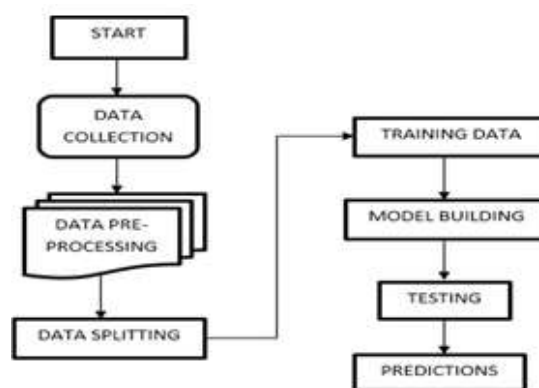 START
DATA
COLLECTION
DATA PRE-
PROCESSING
DATA SPLITTING
TRAINING DATA
MODEL BUILDING
TESTING
PREDICTIONS